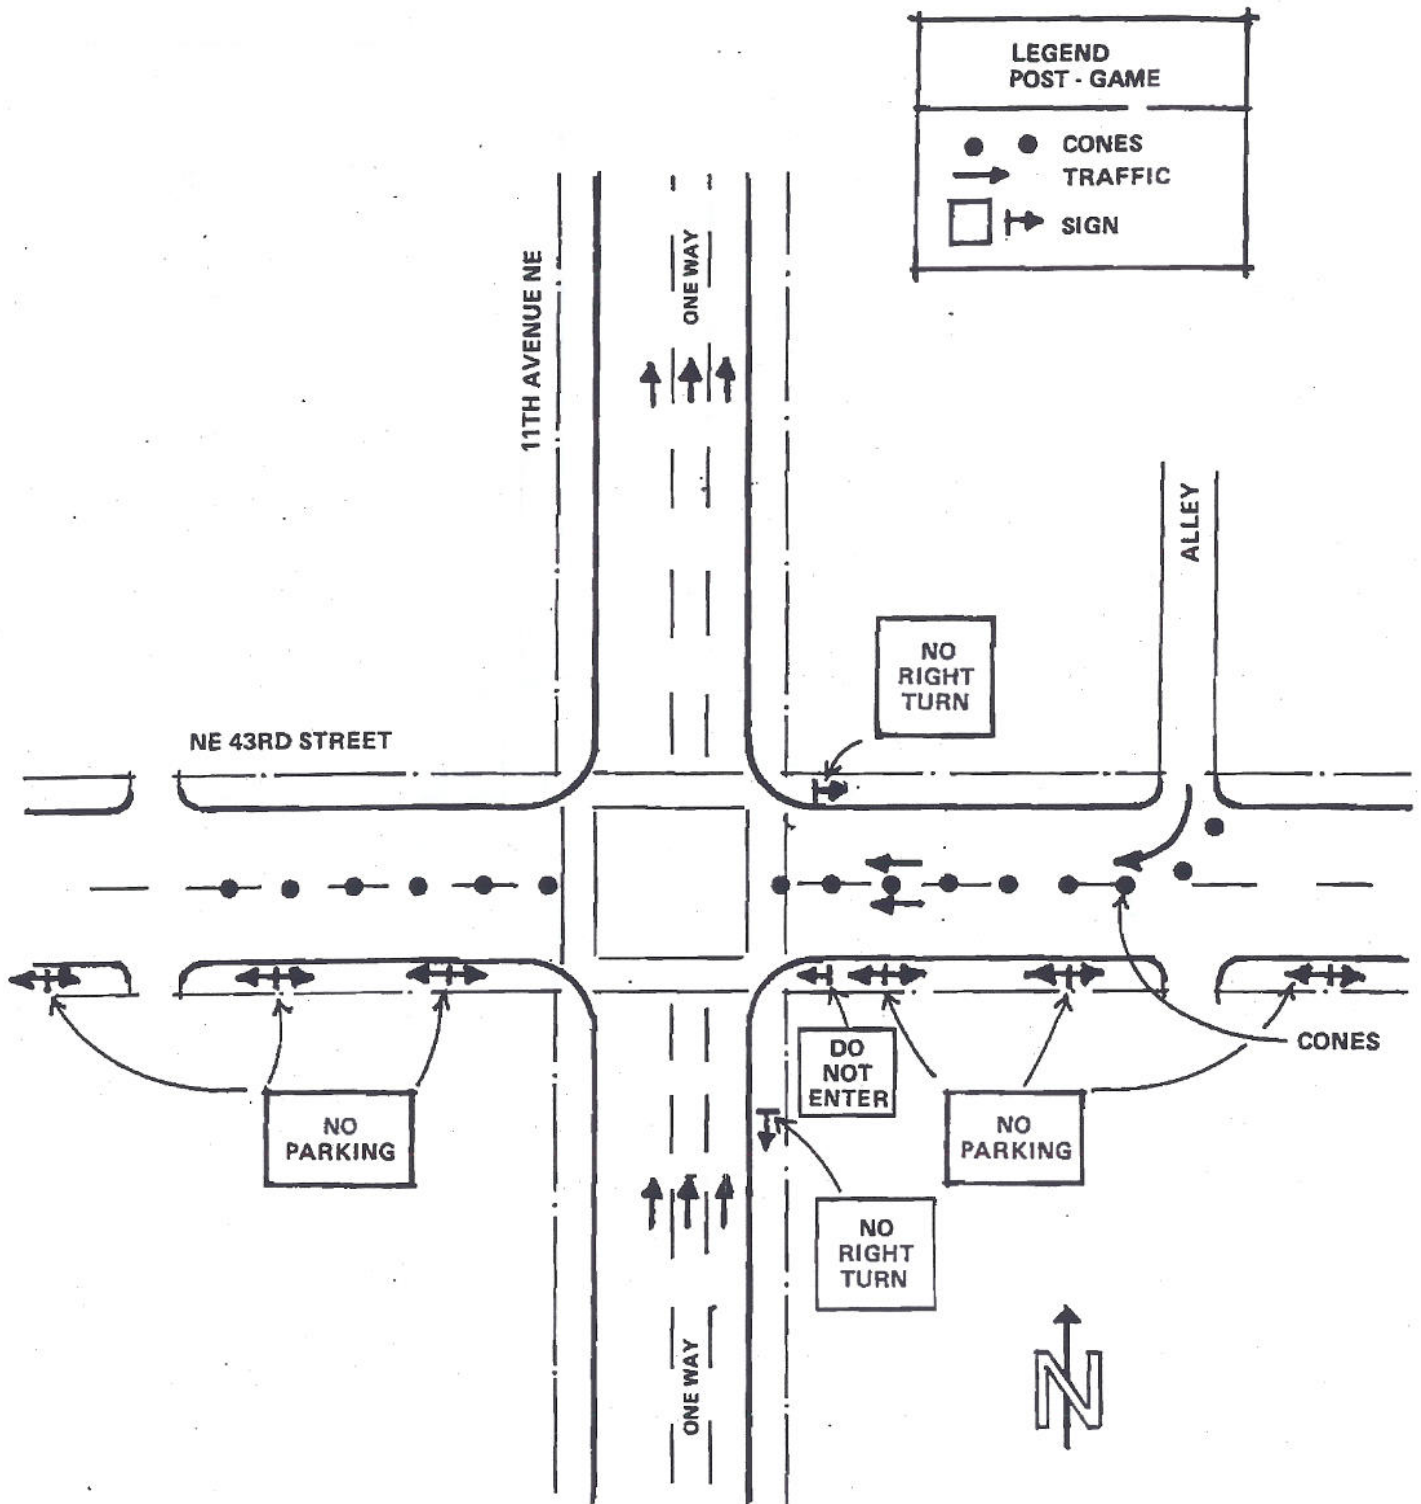 LEGEND
POST - GAME
CONES
TRAFFIC
SIGN
ONE WAY
11TH AVENUE NE
ALLEY
NO
RIGHT
TURN
NE 43RD STREET
CONES
DO
NOT
ENTER
NO
PARKING
NO
PARKING
NO
RIGHT
TURN
ONE WAY
N